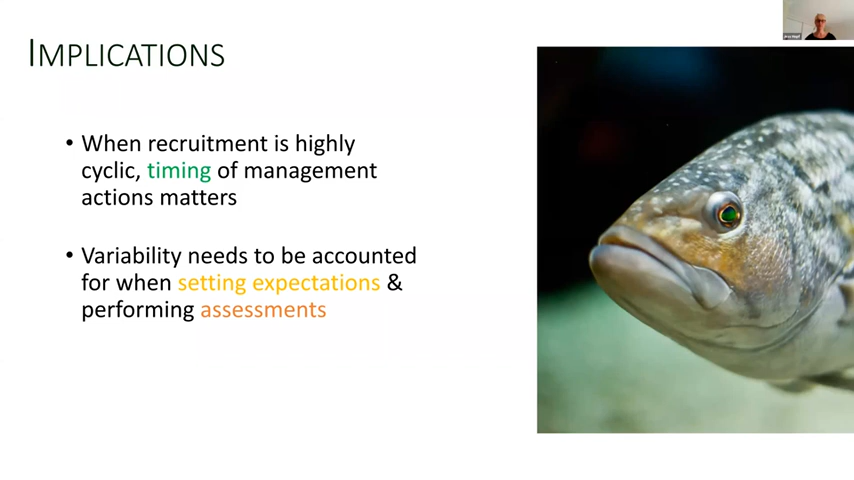 IMPLICATIONS
• When recruitment is highly
cyclic, timing of management
actions matters
• Variability needs to be accounted
for when setting expectations &
performing assessments